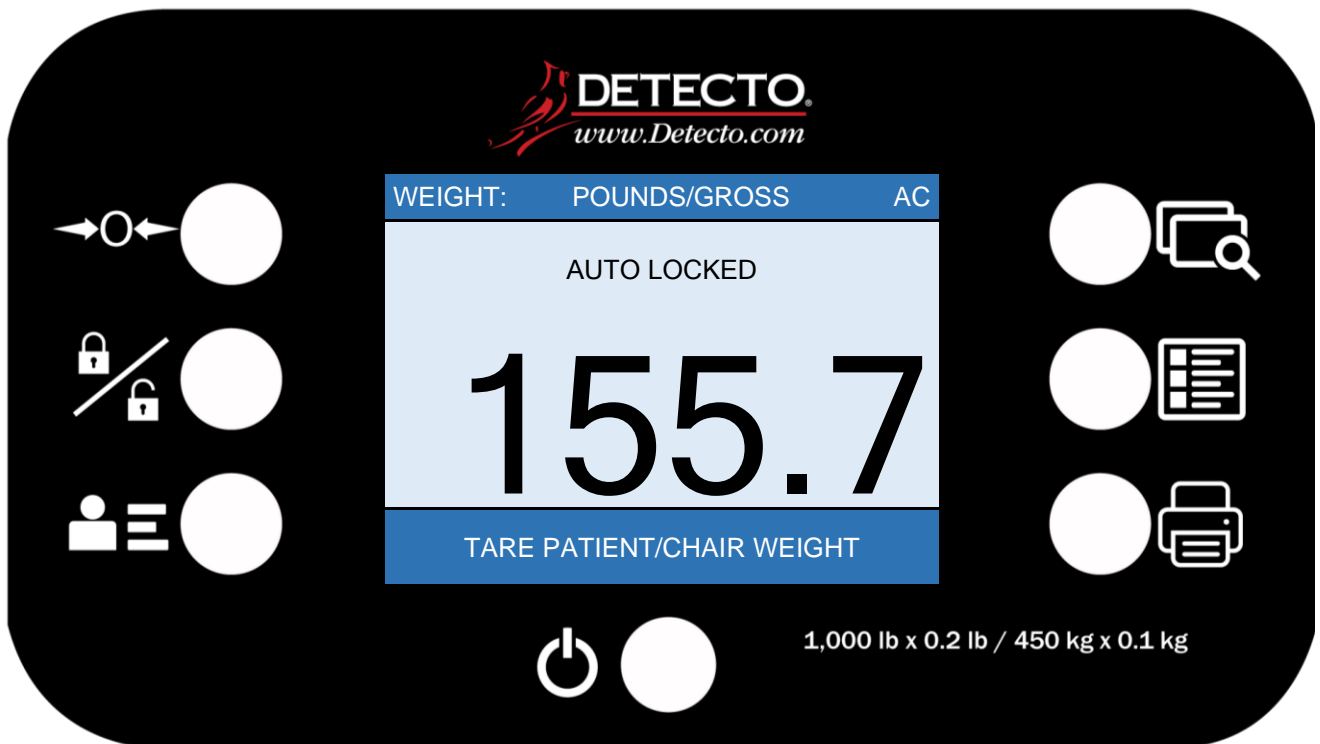 DETECTO®
www.Detecto.com
WEIGHT: POUNDS/GROSS AC
AUTO LOCKED
155.7
TARE PATIENT/CHAIR WEIGHT
1,000 lb x 0.2 lb / 450 kg x 0.1 kg